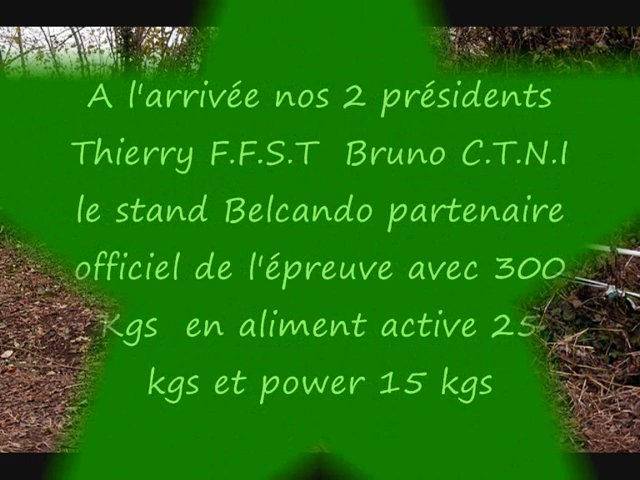 A l'arrivée nos 2 présidents
Thierry F.F.S.T Bruno C.T.N.I
le stand Belcando partenaire
officiel de l'épreuve avec 300
Kgs en aliment active 25
kgs et power 15 kgs